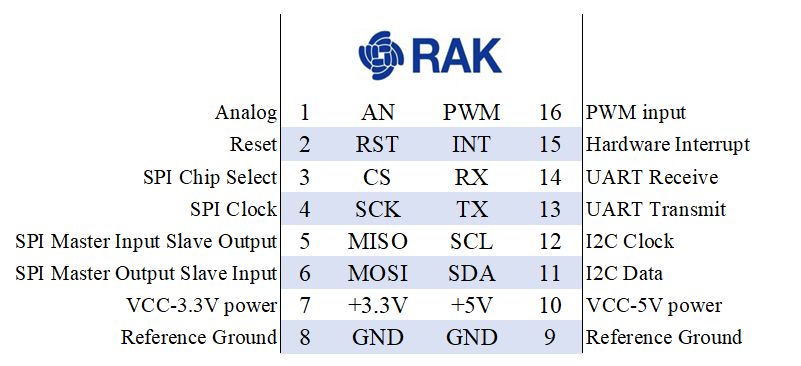 RAK
Analog 1 AN PWM 16 PWM input
Reset 2 RST INT 15 Hardware Interrupt
SPI Chip Select 3 CS RX 14 UART Receive
SPI Clock 4 SCK TX 13 UART Transmit
SPI Master Input Slave Output 5 MISO SCL 12 I2C Clock
SPI Master Output Slave Input 6 MOSI SDA 11 I2C Data
VCC-3.3V power 7 +3.3V +5V 10 VCC-5V power
Reference Ground 8 GND GND 9 Reference Ground